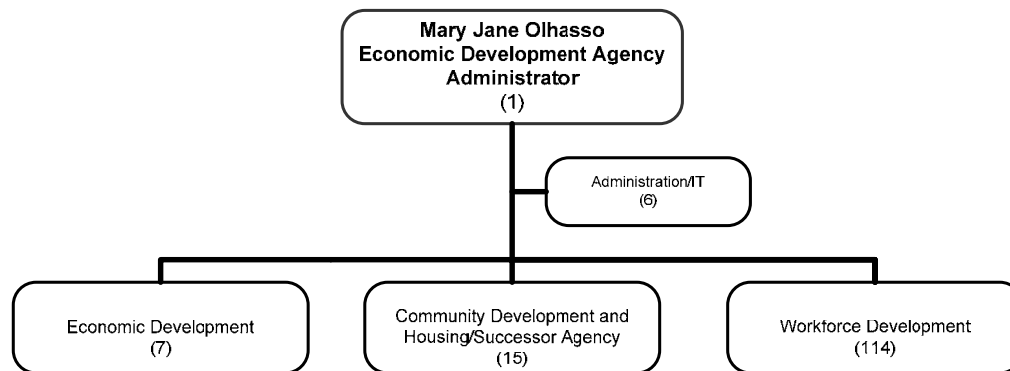 Mary Jane Olhasso
Economic Development Agency
Administrator
(1)
Administration/IT
(6)
Economic Development
(7)
Community Development and
Housing/Successor Agency
(15)
Workforce Development
(114)